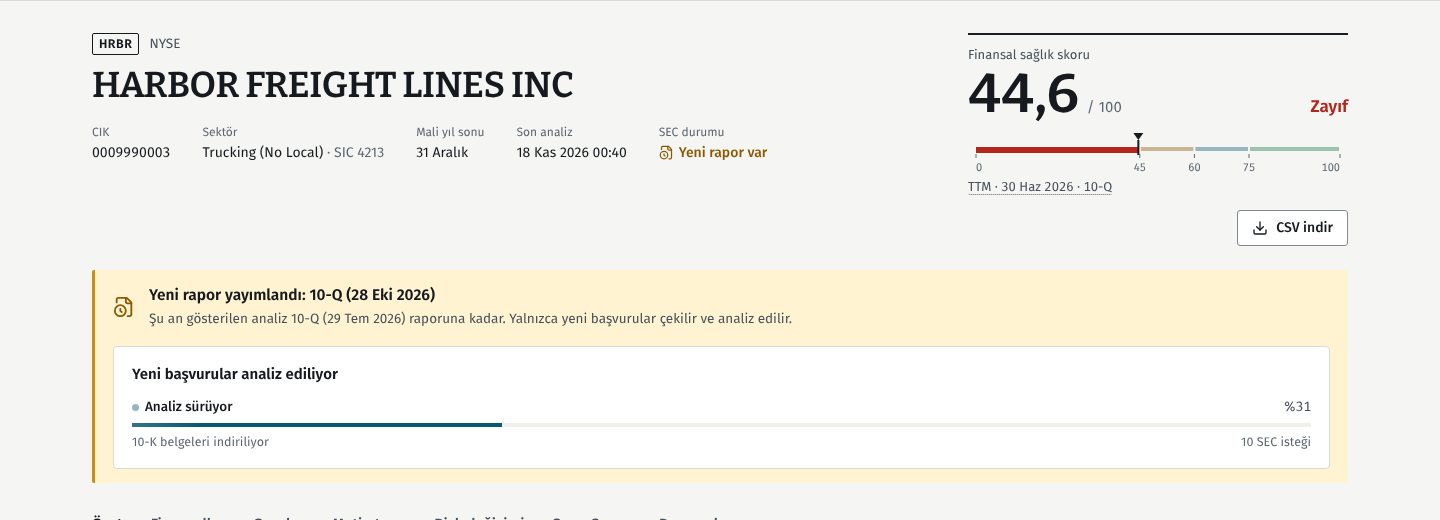 HRBR NYSE
HARBOR FREIGHT LINES INC
CIK Sektör Mali yıl sonu Son analiz SEC durumu
0009990003 Trucking (No Local) · SIC 4213 31 Aralık 18 Kas 2026 00:40 Yeni rapor var
Finansal sağlık skoru
44,6 / 100 Zayıf
0 45 60 75 100
TTM · 30 Haz 2026 · 10-Q
CSV indir
Yeni rapor yayımlandı: 10-Q (28 Eki 2026)
Şu an gösterilen analiz 10-Q (29 Tem 2026) raporuna kadar. Yalnızca yeni başvurular çekilir ve analiz edilir.
Yeni başvurular analiz ediliyor
Analiz sürüyor %31
10-K belgeleri indiriliyor 10 SEC isteği